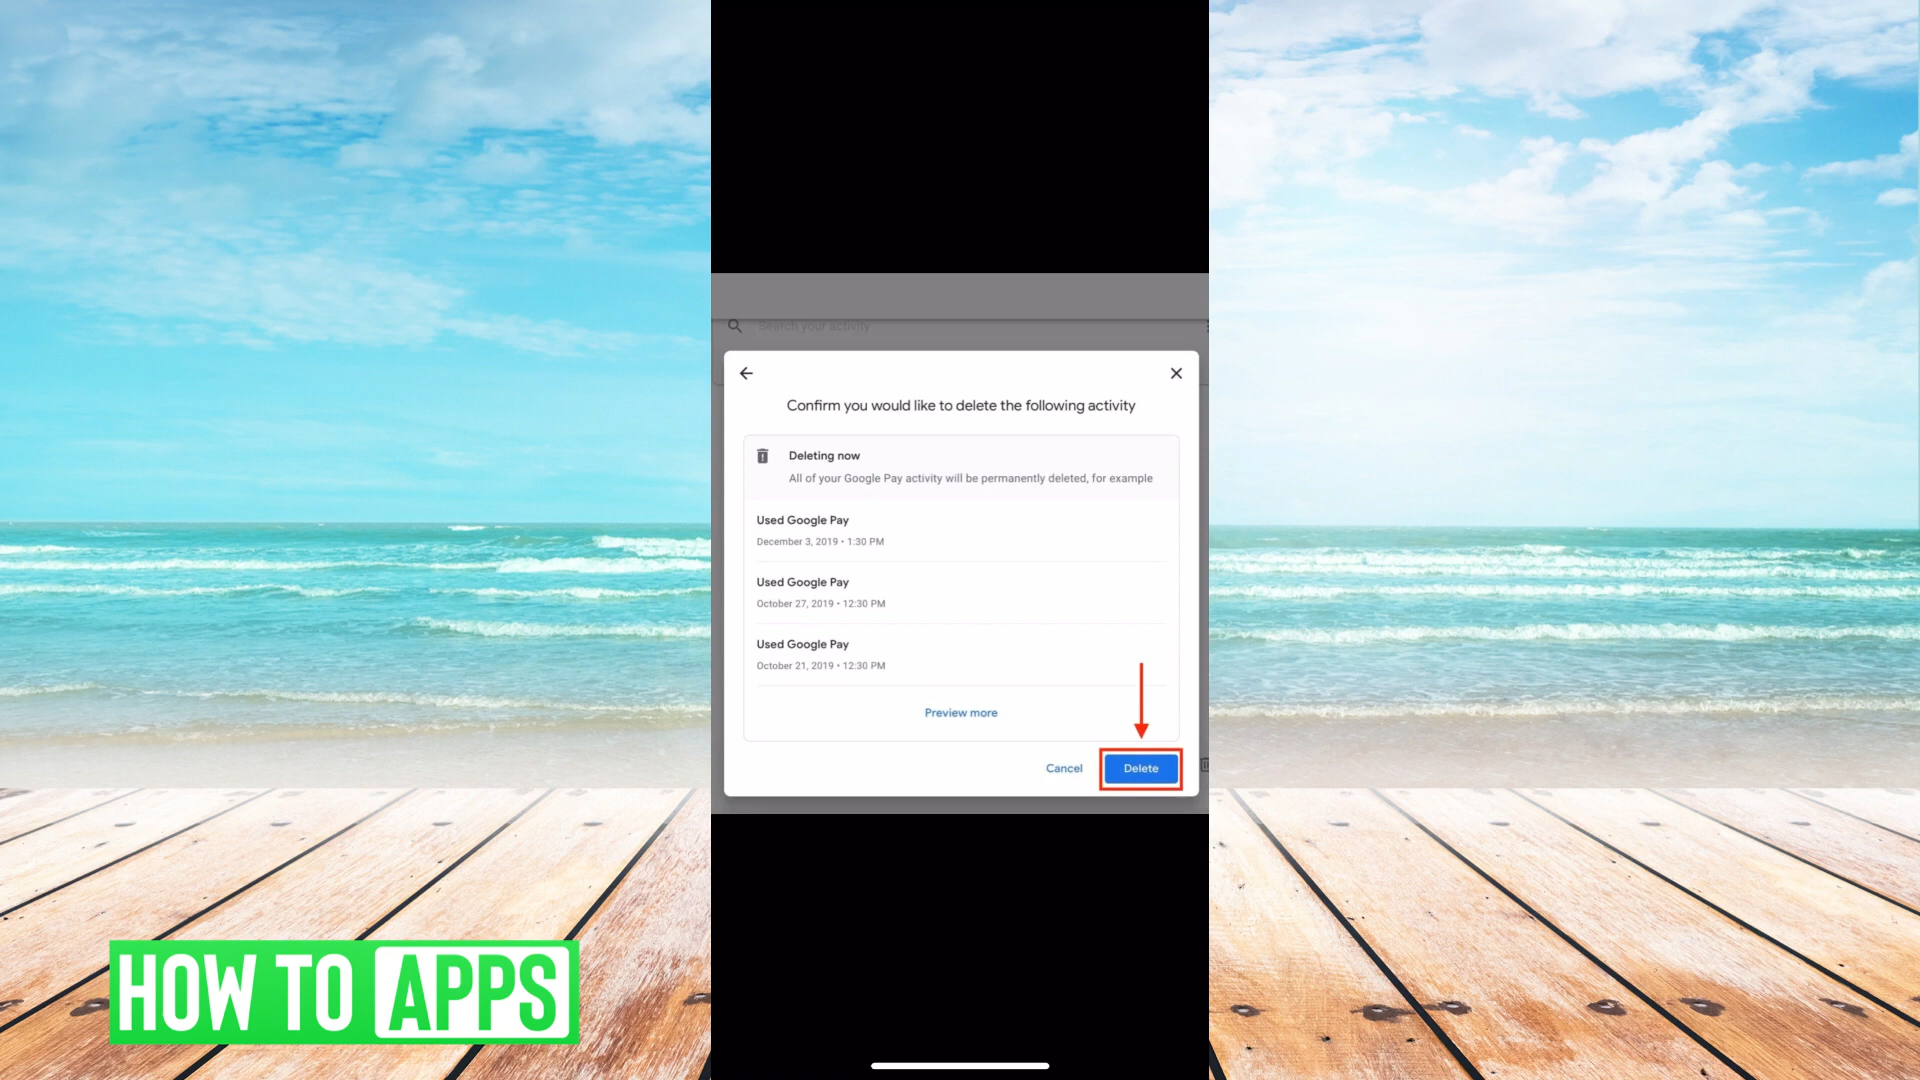 Search your activity
Confirm you would like to delete the following activity
Deleting now
All of your Google Pay activity will be permanently deleted, for example
Used Google Pay
December 3, 2019 • 1:30 PM
Used Google Pay
October 27, 2019 • 12:30 PM
Used Google Pay
October 21, 2019 • 12:30 PM
Preview more
Cancel
Delete
HOW TO APPS